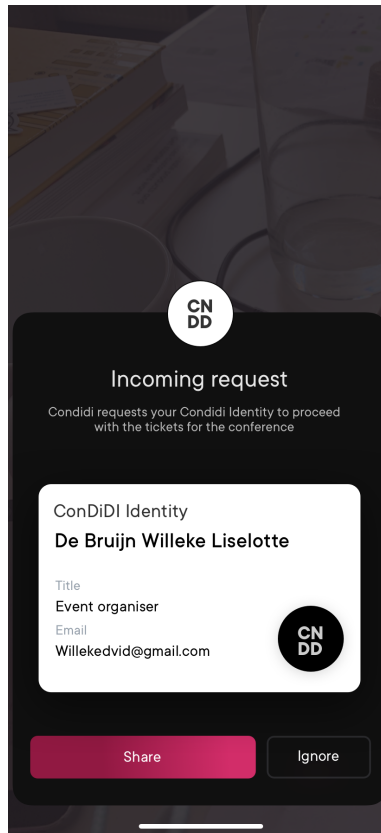 CN
DD
Incoming request
Condidi requests your Condidi Identity to proceed
with the tickets for the conference
ConDiDI Identity
De Bruijn Willeke Liselotte
Title
Event organiser
Email
Willekedvid@gmail.com
CN
DD
Share
Ignore